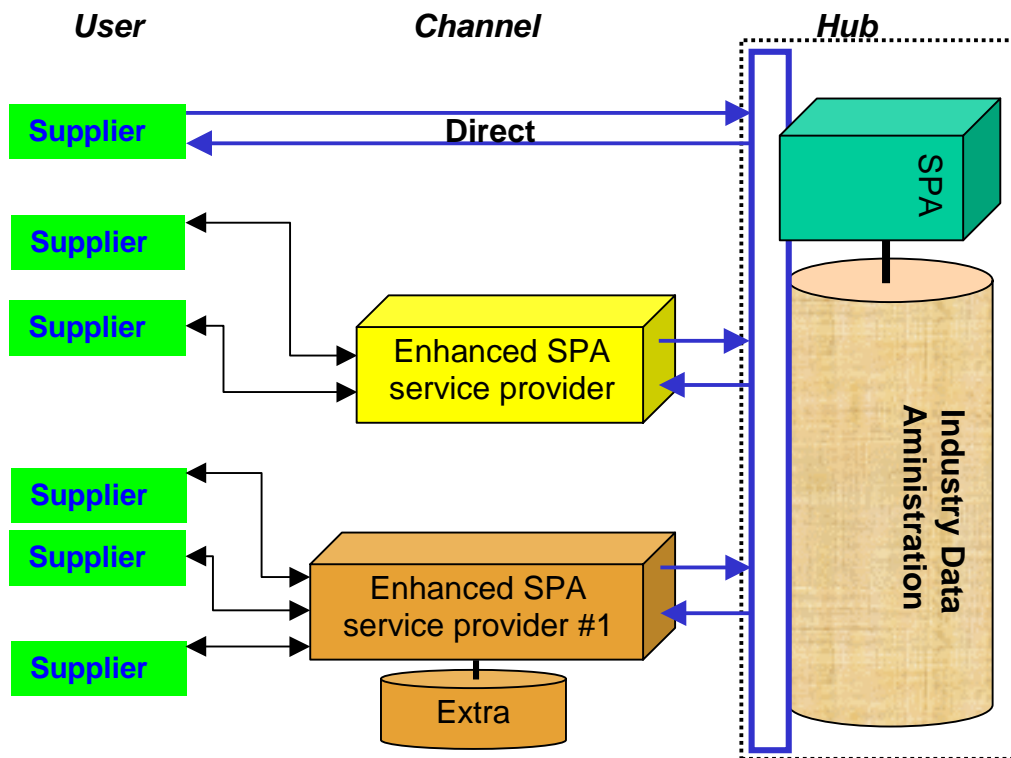 User
Channel
Hub
Supplier
Direct
SPA
Supplier
Supplier
Enhanced SPA
service provider
Industry Data
Aministration
Supplier
Supplier
Supplier
Enhanced SPA
service provider #1
Extra